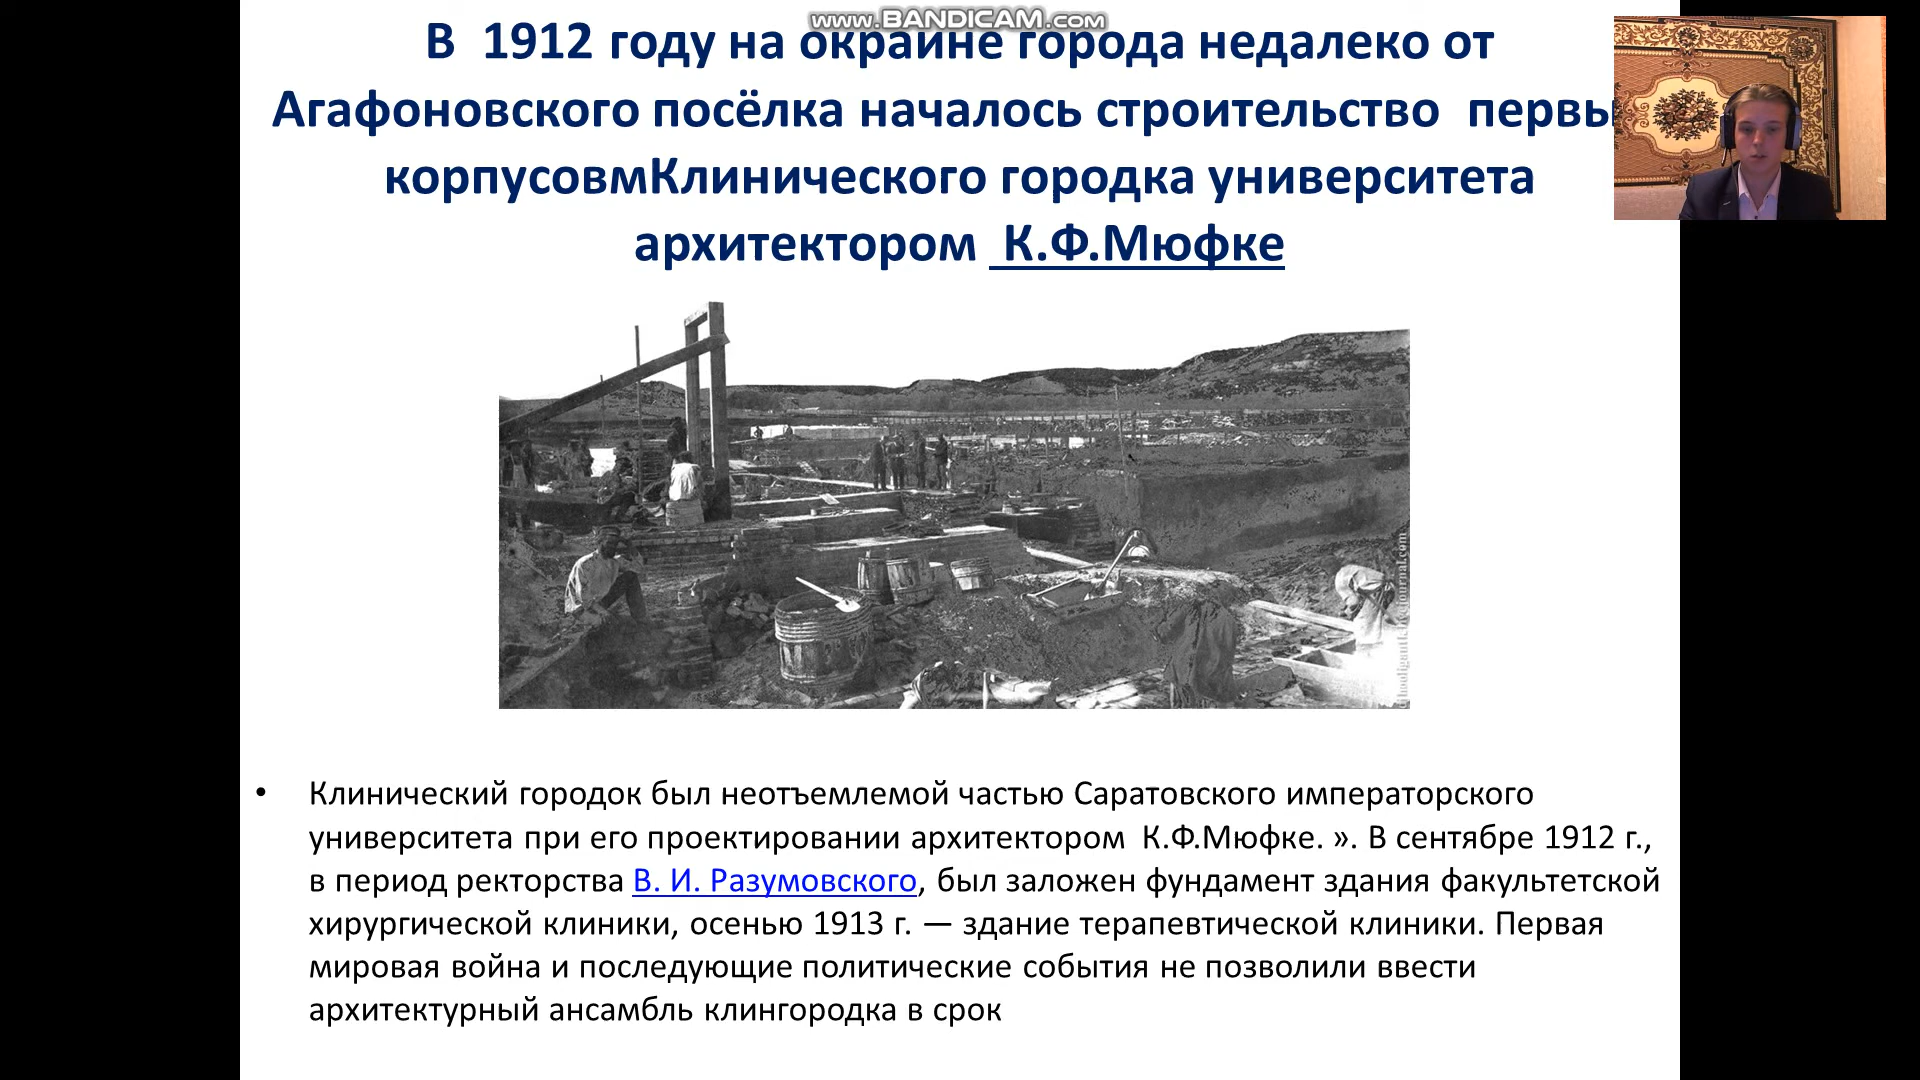 www.BANDICAM.com
В 1912 году на окраине города недалеко от
Агафоновского посёлка началось строительство первы
корпусовмКлинического городка университета
архитектором К.Ф.Мюфке
• Клинический городок был неотъемлемой частью Саратовского императорского
университета при его проектировании архитектором К.Ф.Мюфке. ». В сентябре 1912 г.,
в период ректорства В. И. Разумовского, был заложен фундамент здания факультетской
хирургической клиники, осенью 1913 г. — здание терапевтической клиники. Первая
мировая война и последующие политические события не позволили ввести
архитектурный ансамбль клингородка в срок